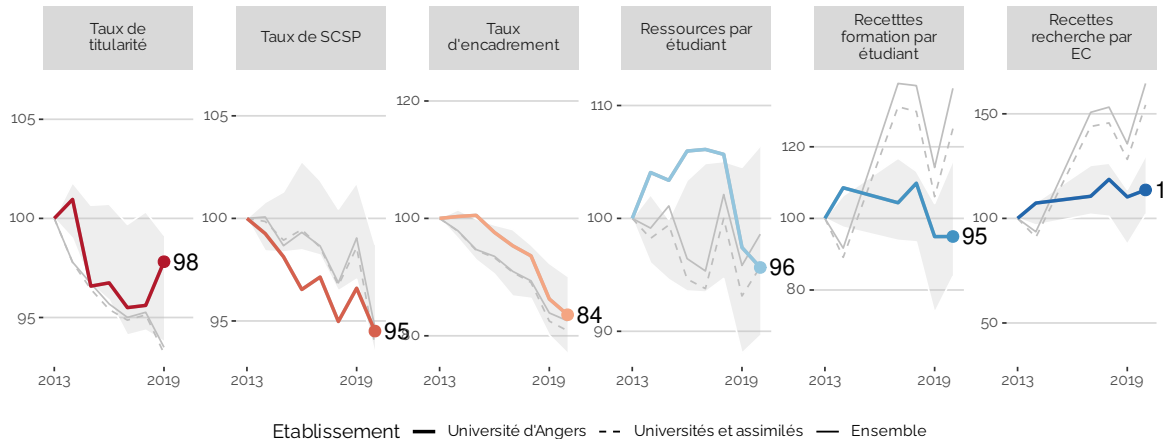 Taux de
titularité
Taux de SCSP
Taux
d'encadrement
Ressources par
étudiant
Recetttes
formation par
étudiant
Recettes
recherche par
EC
105
100
95
98
2013
2019
105
100
95
95
2013
2019
120
100
80
84
2013
2019
110
100
90
96
2013
2019
120
100
80
95
2013
2019
150
100
50
1
2013
2019
Etablissement
Université d'Angers
Universités et assimilés
Ensemble